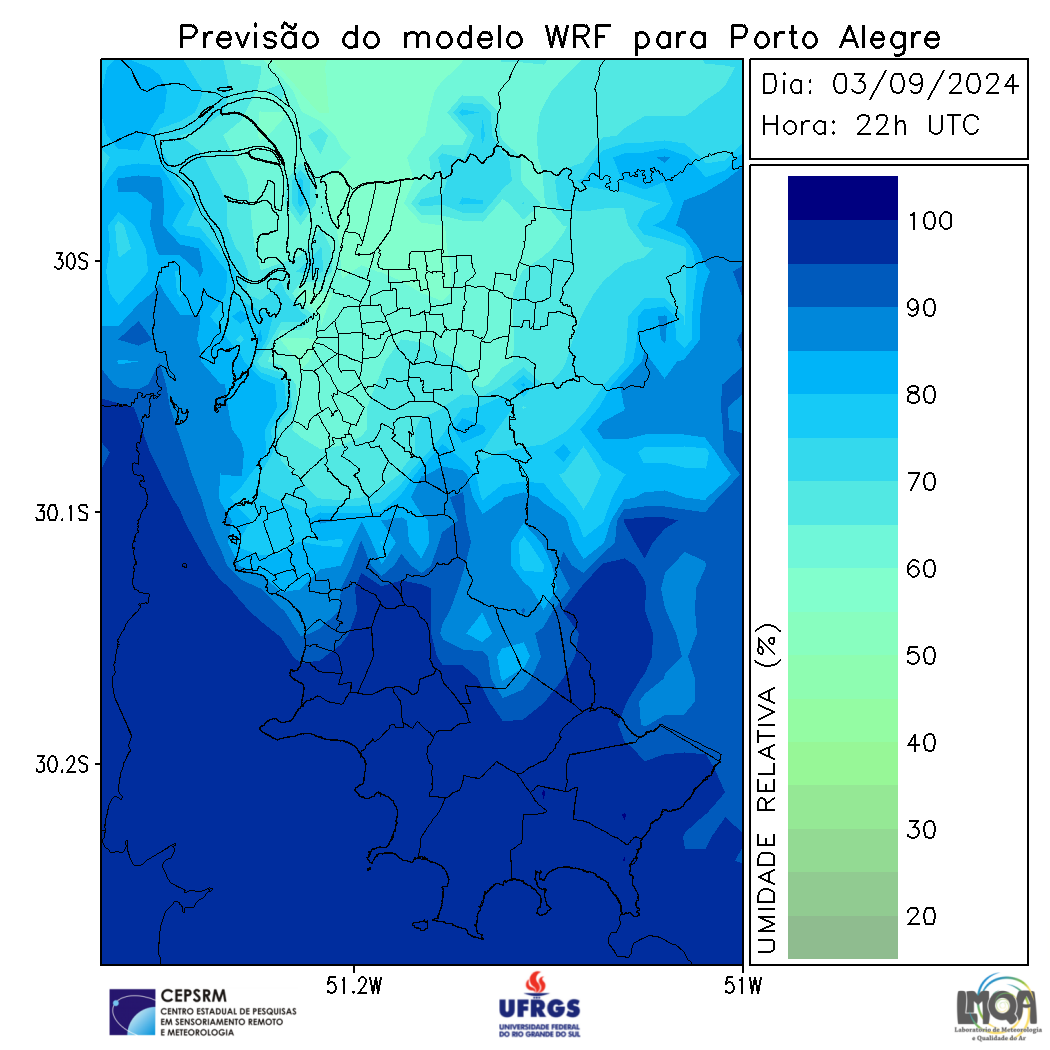 Previsão do modelo WRF para Porto Alegre
Dia: 03/09/2024
Hora: 22h UTC
30S
30.1S
30.2S
51.2W
51W
UMIDADE RELATIVA (%)
100
90
80
70
60
50
40
30
20
CEPSRM
CENTRO ESTADUAL DE PESQUISAS
EM SENSORIAMENTO REMOTO
E METEOROLOGIA
UFRGS
UNIVERSIDADE FEDERAL
DO RIO GRANDE DO SUL
LMQA
Laboratório de Meteorologia
e Qualidade do Ar